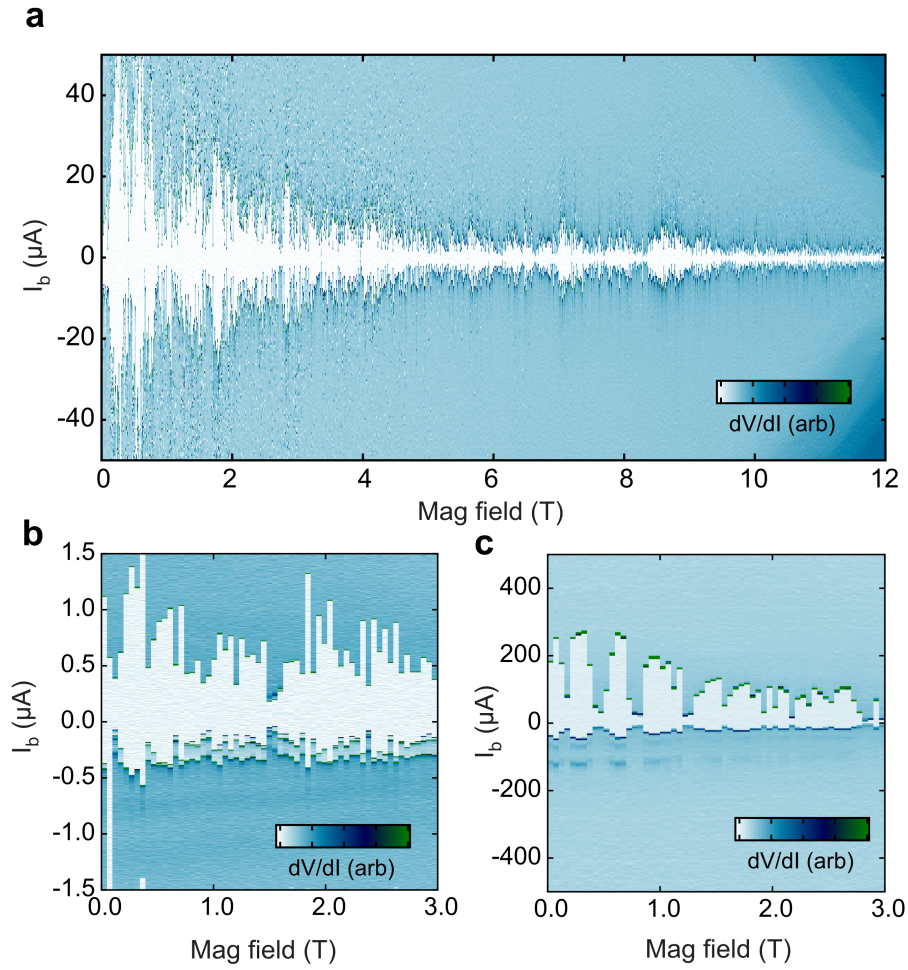 a
40
20
0
-20
-40
I_b (µA)
dV/dI (arb)
0 2 4 6 8 10 12
Mag field (T)
b
1.5
1.0
0.5
0.0
-0.5
-1.0
-1.5
I_b (µA)
dV/dI (arb)
0.0 1.0 2.0 3.0
Mag field (T)
c
400
200
0
-200
-400
I_b (µA)
dV/dI (arb)
0.0 1.0 2.0 3.0
Mag field (T)